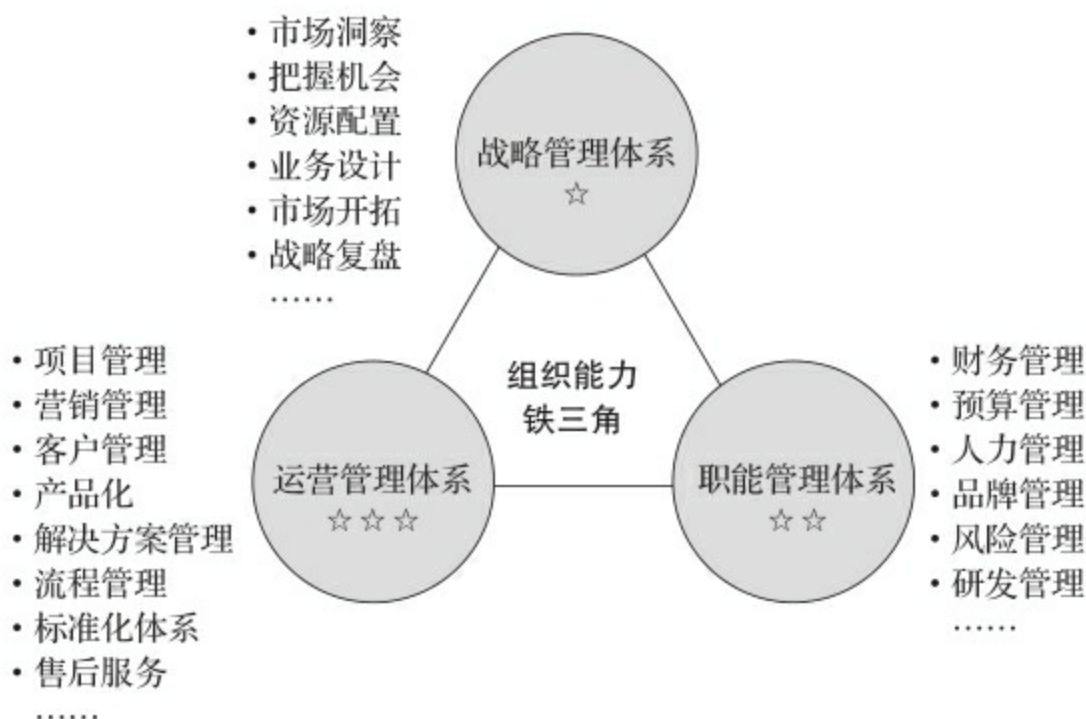 · 市场洞察
· 把握机会
· 资源配置
· 业务设计
· 市场开拓
· 战略复盘
……
战略管理体系
☆
组织能力
铁三角
· 项目管理
· 营销管理
· 客户管理
· 产品化
· 解决方案管理
· 流程管理
· 标准化体系
· 售后服务
……
运营管理体系
☆☆☆
职能管理体系
☆☆
· 财务管理
· 预算管理
· 人力管理
· 品牌管理
· 风险管理
· 研发管理
……